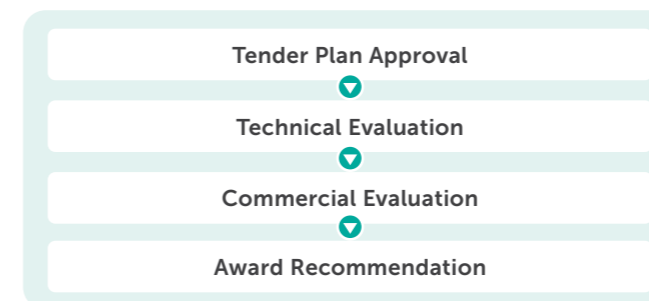 Tender Plan Approval
Technical Evaluation
Commercial Evaluation
Award Recommendation